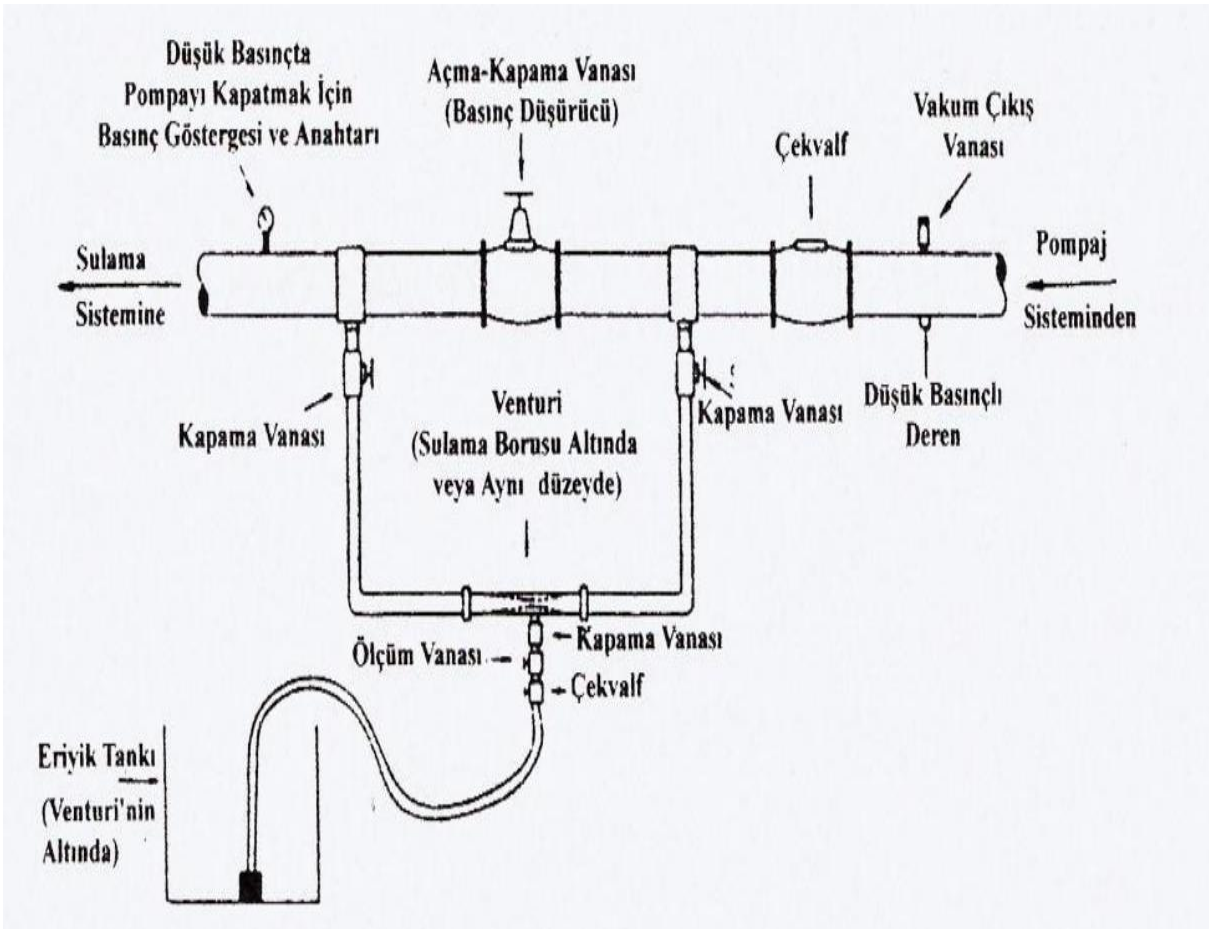 Düşük Basınçta
Pompayı Kapatmak İçin
Basınç Göstergesi ve Anahtarı
Açma-Kapama Vanası
(Basınç Düşürücü)
Çekvalf
Vakum Çıkış
Vanası
Sulama
Sistemine
Pompaj
Sisteminden
Kapama Vanası
Venturi
(Sulama Borusu Altında
veya Aynı düzeyde)
Kapama Vanası
Düşük Basınçlı
Deren
Ölçüm Vanası
Kapama Vanası
Çekvalf
Eriyik Tankı
(Venturi'nin
Altında)